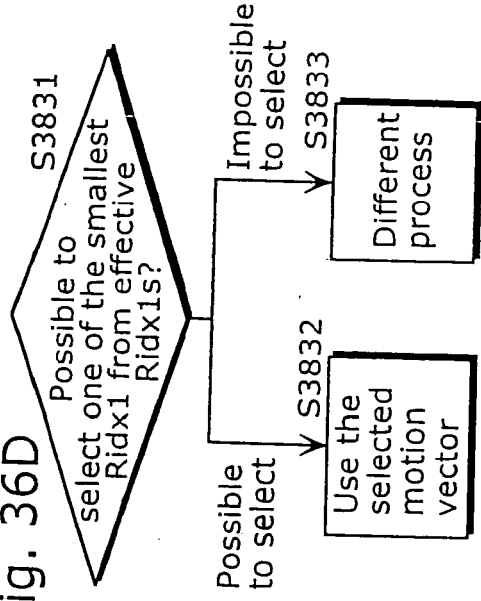 ig. 36D
S3831
Possible to
select one of the smallest
Ridx1 from effective
Ridx1s?
Possible
to select
Impossible
to select
S3832
Use the
selected
motion
vector
S3833
Different
process